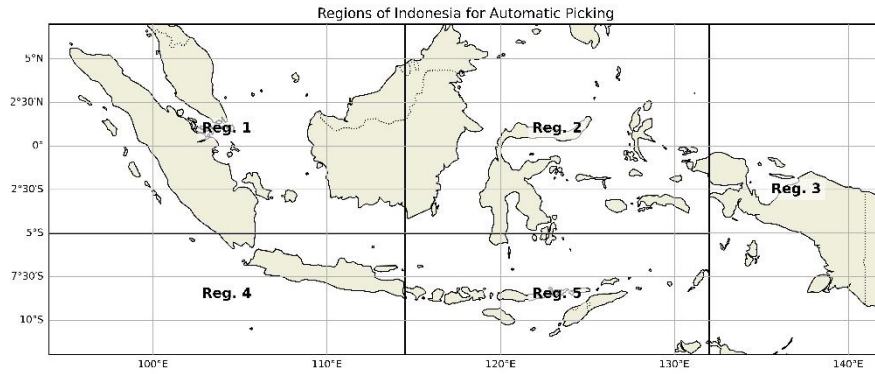 Regions of Indonesia for Automatic Picking
5°N
2°30'N
Reg. 1
Reg. 2
0°
2°30'S
Reg. 3
5°S
7°30'S
Reg. 4
Reg. 5
10°S
100°E
110°E
120°E
130°E
140°E